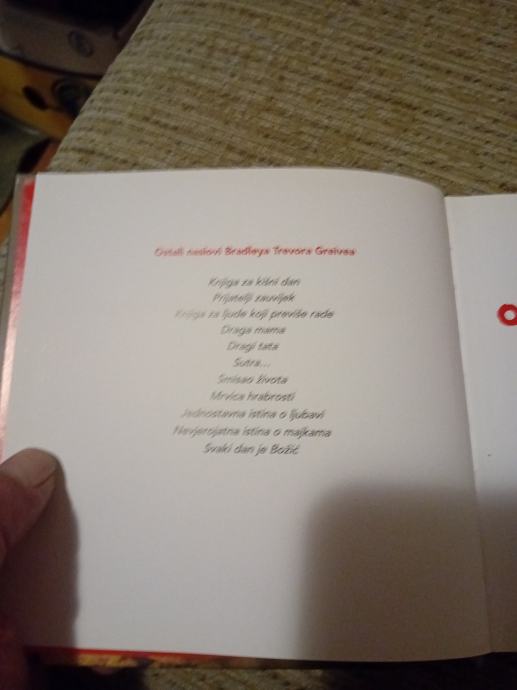 Ostali naslovi Bradleya Trevora Greivea
Knjiga za kišni dan
Prijatelji zauvijek
Knjiga za ljude koji previše rade
Draga mama
Dragi tata
Sutra...
Smisao života
Mrvica hrabrosti
Jednostavna istina o ljubavi
Nevjerojatna istina o majkama
Svaki dan je Božić
O